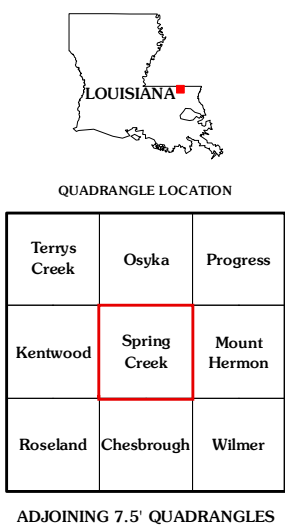 LOUISIANA
QUADRANGLE LOCATION
Terrys
Creek
Osyka
Progress
Kentwood
Spring
Creek
Mount
Hermon
Roseland
Chesbrough
Wilmer
ADJOINING 7.5' QUADRANGLES